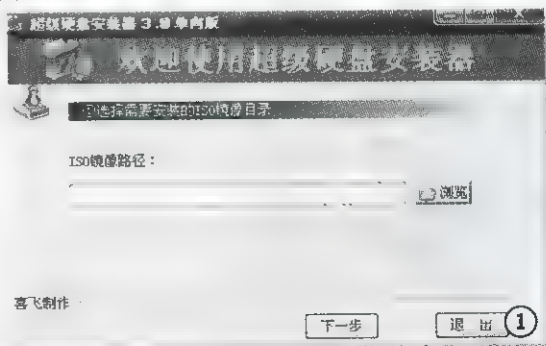 超级硬盘安装器 3.0 单内版
欢迎使用超级硬盘安装器
请选择需要安装的ISO镜像目录
ISO镜像路径：
浏览
喜飞制作
下一步
退 出 ①